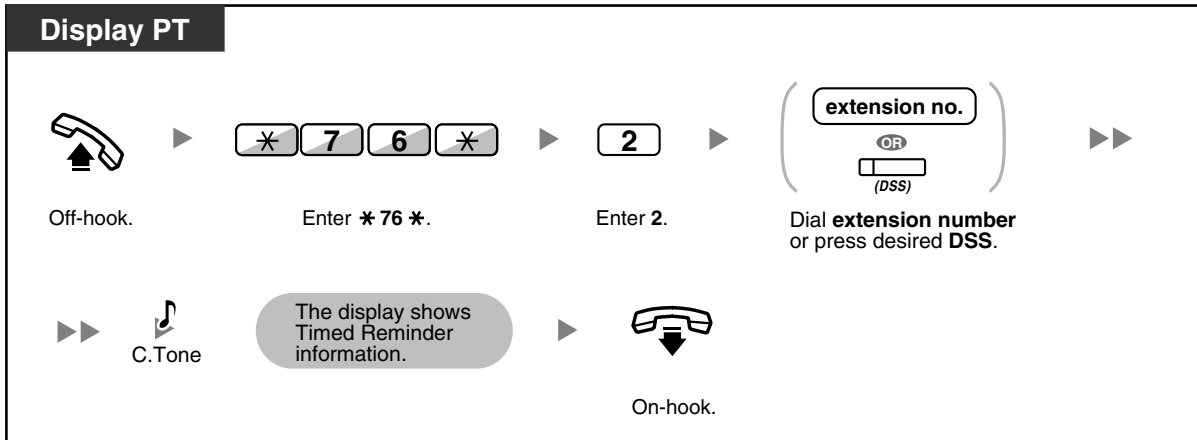 Display PT
extension no.
OR
(DSS)
* 7 6 *
2
Off-hook.
Enter * 76 *.
Enter 2.
Dial extension number
or press desired DSS.
C.Tone
The display shows
Timed Reminder
information.
On-hook.